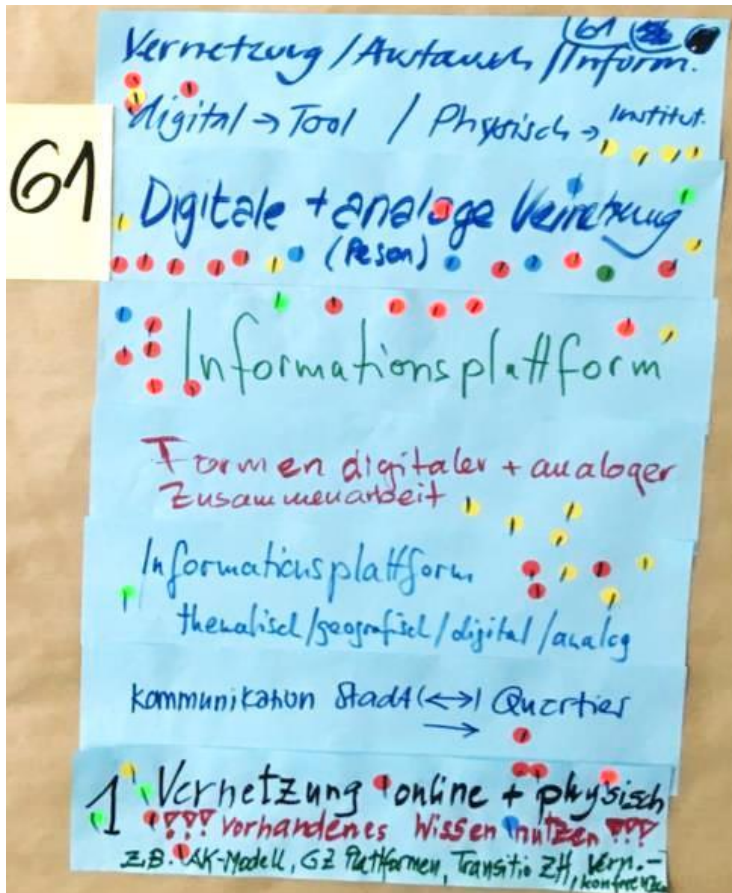 61
Vernetzung / Austausch / Inform.
digital → Tool / Physisch → Institut.
61
Digitale + analoge Vernetzung
(Peson)
Informationsplattform
Formen digitaler + analoger
Zusammenarbeit
Informationsplattform
thematisch/geografisch/digital/analog
Kommunikation Stadt (↔) Quartier
→
1 Vernetzung online + physisch
!!! vorhandenes Wissen nutzen !!!
z.B. AK-Modell, GZ Plattformen, Transitio ZH, Vern.-